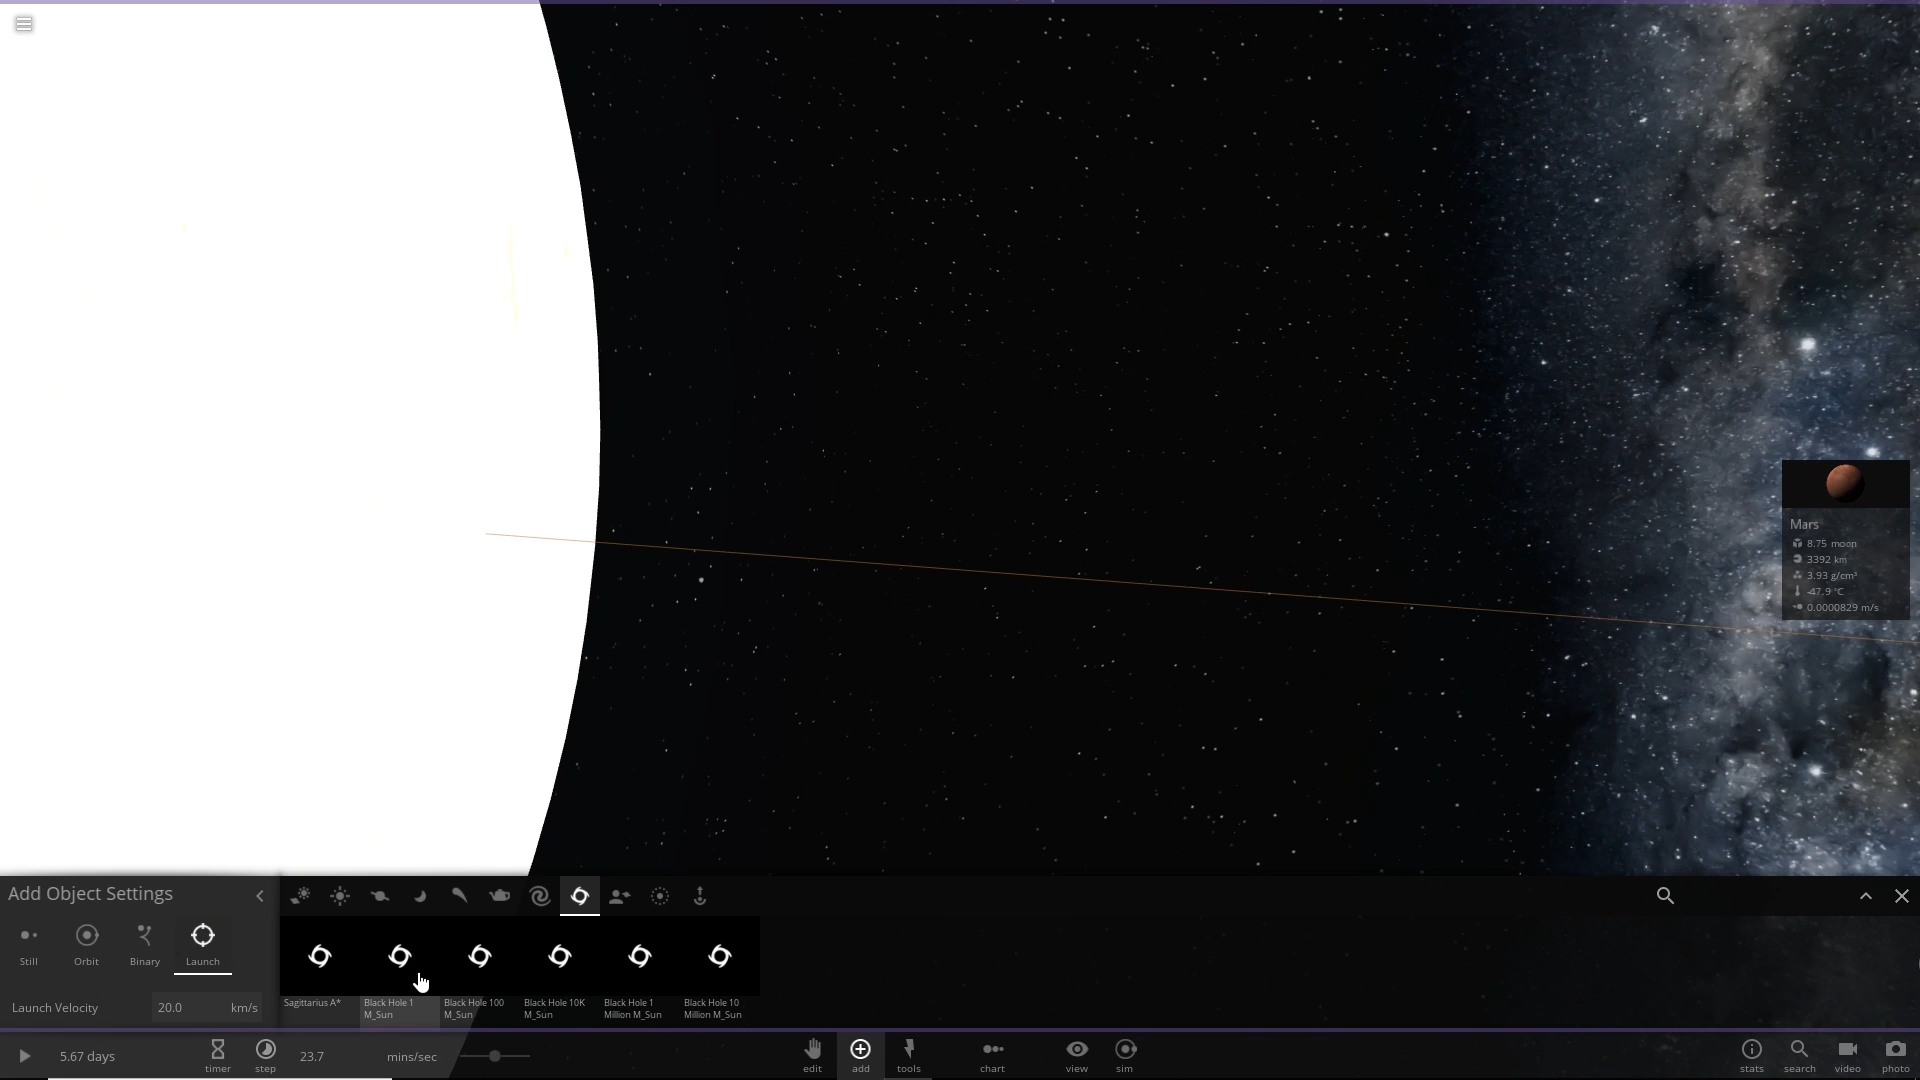 Mars
8.75 moon
3392 km
3.93 g/cm³
-47.9 °C
0.0000829 m/s
Add Object Settings
Still
Orbit
Binary
Launch
Launch Velocity
20.0
km/s
Sagittarius A*
Black Hole 1
M_Sun
Black Hole 100
M_Sun
Black Hole 10K
M_Sun
Black Hole 1
Million M_Sun
Black Hole 10
Million M_Sun
5.67 days
timer
step
23.7
mins/sec
edit
add
tools
chart
view
sim
stats
search
video
photo